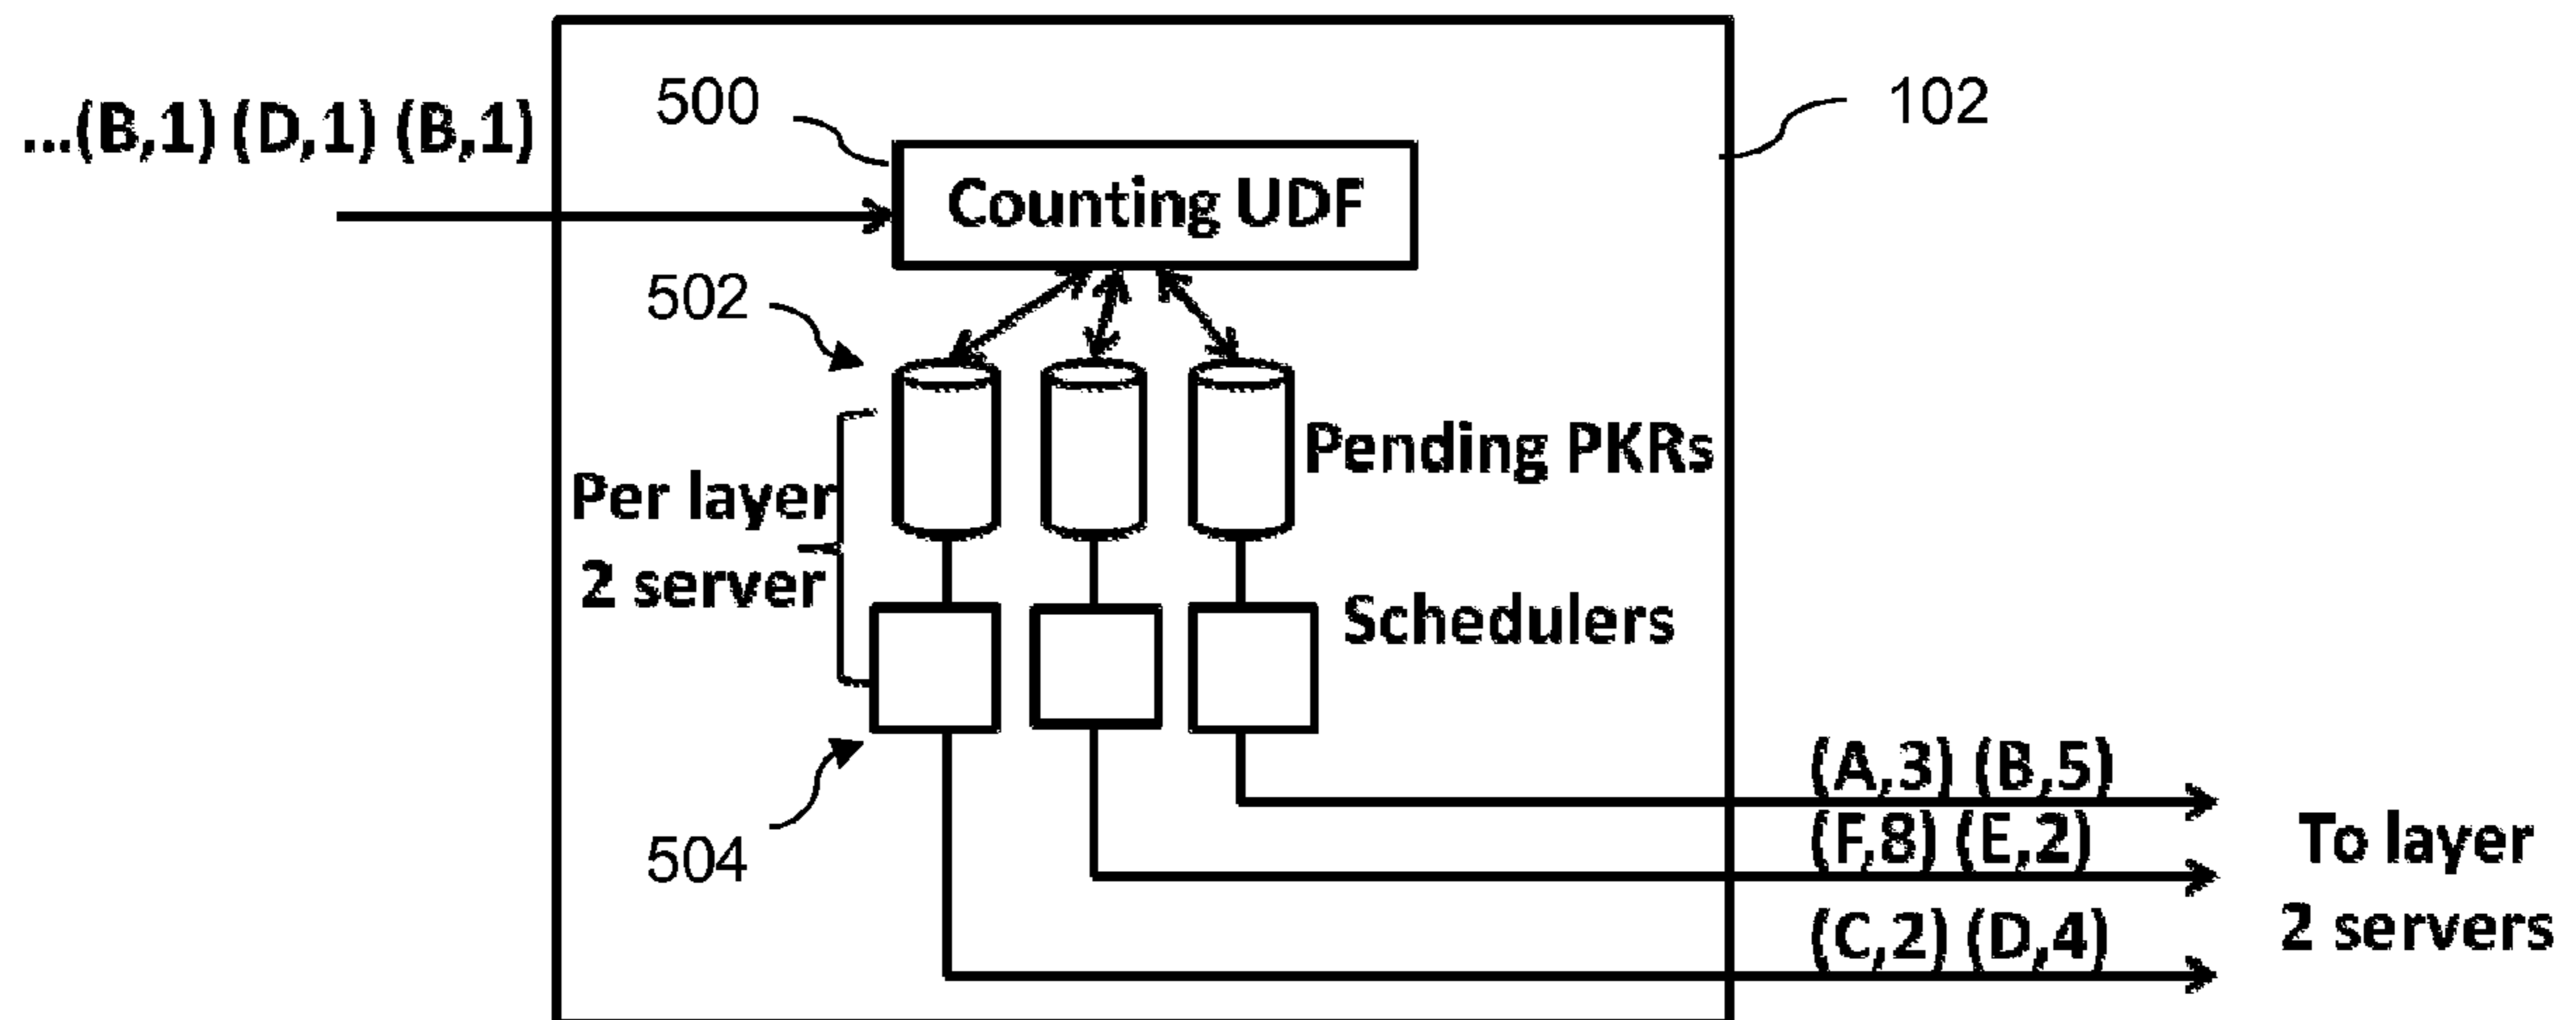 500
102
...(B,1) (D,1) (B,1)
Counting UDF
502
Pending PKRs
Per layer
2 server
Schedulers
504
(A,3) (B,5)
(F,8) (E,2)
(C,2) (D,4)
To layer
2 servers